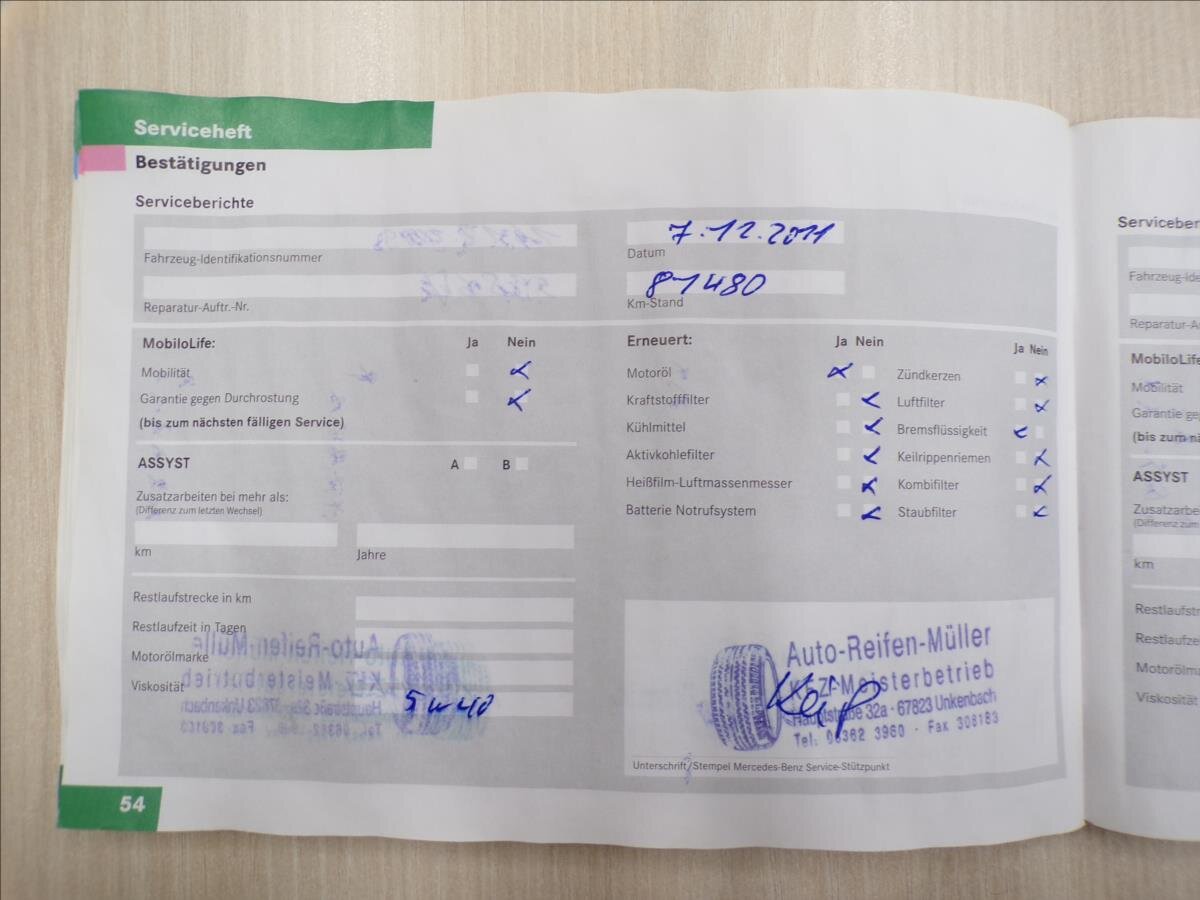 Serviceheft
Bestätigungen
Serviceberichte
Fahrzeug-Identifikationsnummer
Reparatur-Auftr.-Nr.
7.12.2011
Datum
81480
Km-Stand
MobiloLife: Ja Nein
Mobilität
Garantie gegen Durchrostung
(bis zum nächsten fälligen Service)
ASSYST A B
Zusatzarbeiten bei mehr als:
(Differenz zum letzten Wechsel)
km Jahre
Restlaufstrecke in km
Restlaufzeit in Tagen
Motorölmarke
Viskosität 5W40
Erneuert: Ja Nein Ja Nein
Motoröl Zündkerzen
Kraftstofffilter Luftfilter
Kühlmittel Bremsflüssigkeit
Aktivkohlefilter Keilrippenriemen
Heißfilm-Luftmassenmesser Kombifilter
Batterie Notrufsystem Staubfilter
Auto-Reifen-Müller
KFZ-Meisterbetrieb
Hauptstraße 32a · 67823 Unkenbach
Tel: 06362 3960 · Fax 308183
Unterschrift/Stempel Mercedes-Benz Service-Stützpunkt
54
Serviceber
Fahrzeug-Ide
Reparatur-A
MobiloLife
Mobilität
Garantie geg
(bis zum nä
ASSYST
Zusatzarbe
(Differenz zum
km
Restlaufstr
Restlaufze
Motorölma
Viskosität